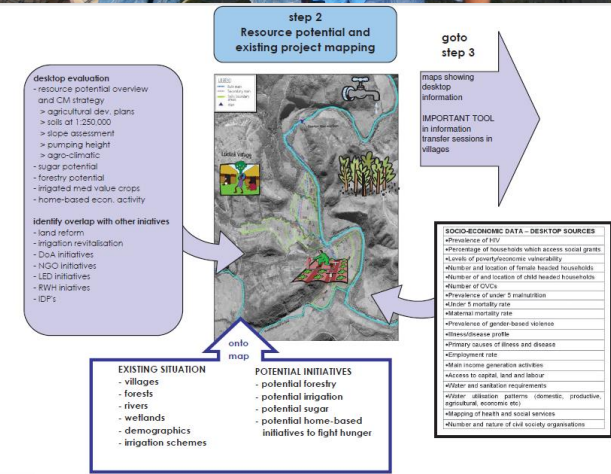 step 2
Resource potential and
existing project mapping
goto
step 3
maps showing
desktop
information
IMPORTANT TOOL
in information
transfer sessions in
villages
desktop evaluation
- resource potential overview
and CM strategy
> agricultural dev. plans
> soils at 1:250,000
> slope assessment
> pumping height
> agro-climatic
- sugar potential
- forestry potential
- irrigated med value crops
- home-based econ. activity
identify overlap with other iniatives
- land reform
- irrigation revitalisation
- DoA initiatives
- NGO initiatives
- LED initiatives
- RWH iniatives
- IDP's
onto
map
EXISTING SITUATION
- villages
- forests
- rivers
- wetlands
- demographics
- irrigation schemes
POTENTIAL INITIATIVES
- potential forestry
- potential irrigation
- potential sugar
- potential home-based
initiatives to fight hunger
SOCIO-ECONOMIC DATA – DESKTOP SOURCES
•Prevalence of HIV
•Percentage of households which access social grants
•Levels of poverty/economic vulnerability
•Number and location of female headed households
•Number of and location of child headed households
•Number of OVCs
•Prevalence of under 5 malnutrition
•Under 5 mortality rate
•Maternal mortality rate
•Prevalence of gender-based violence
•Illness/disease profile
•Primary causes of illness and disease
•Employment rate
•Main income generation activities
•Access to capital, land and labour
•Water and sanitation requirements
•Water utilisation patterns (domestic, productive,
agricultural, economic etc)
•Mapping of health and social services
•Number and nature of civil society organisations